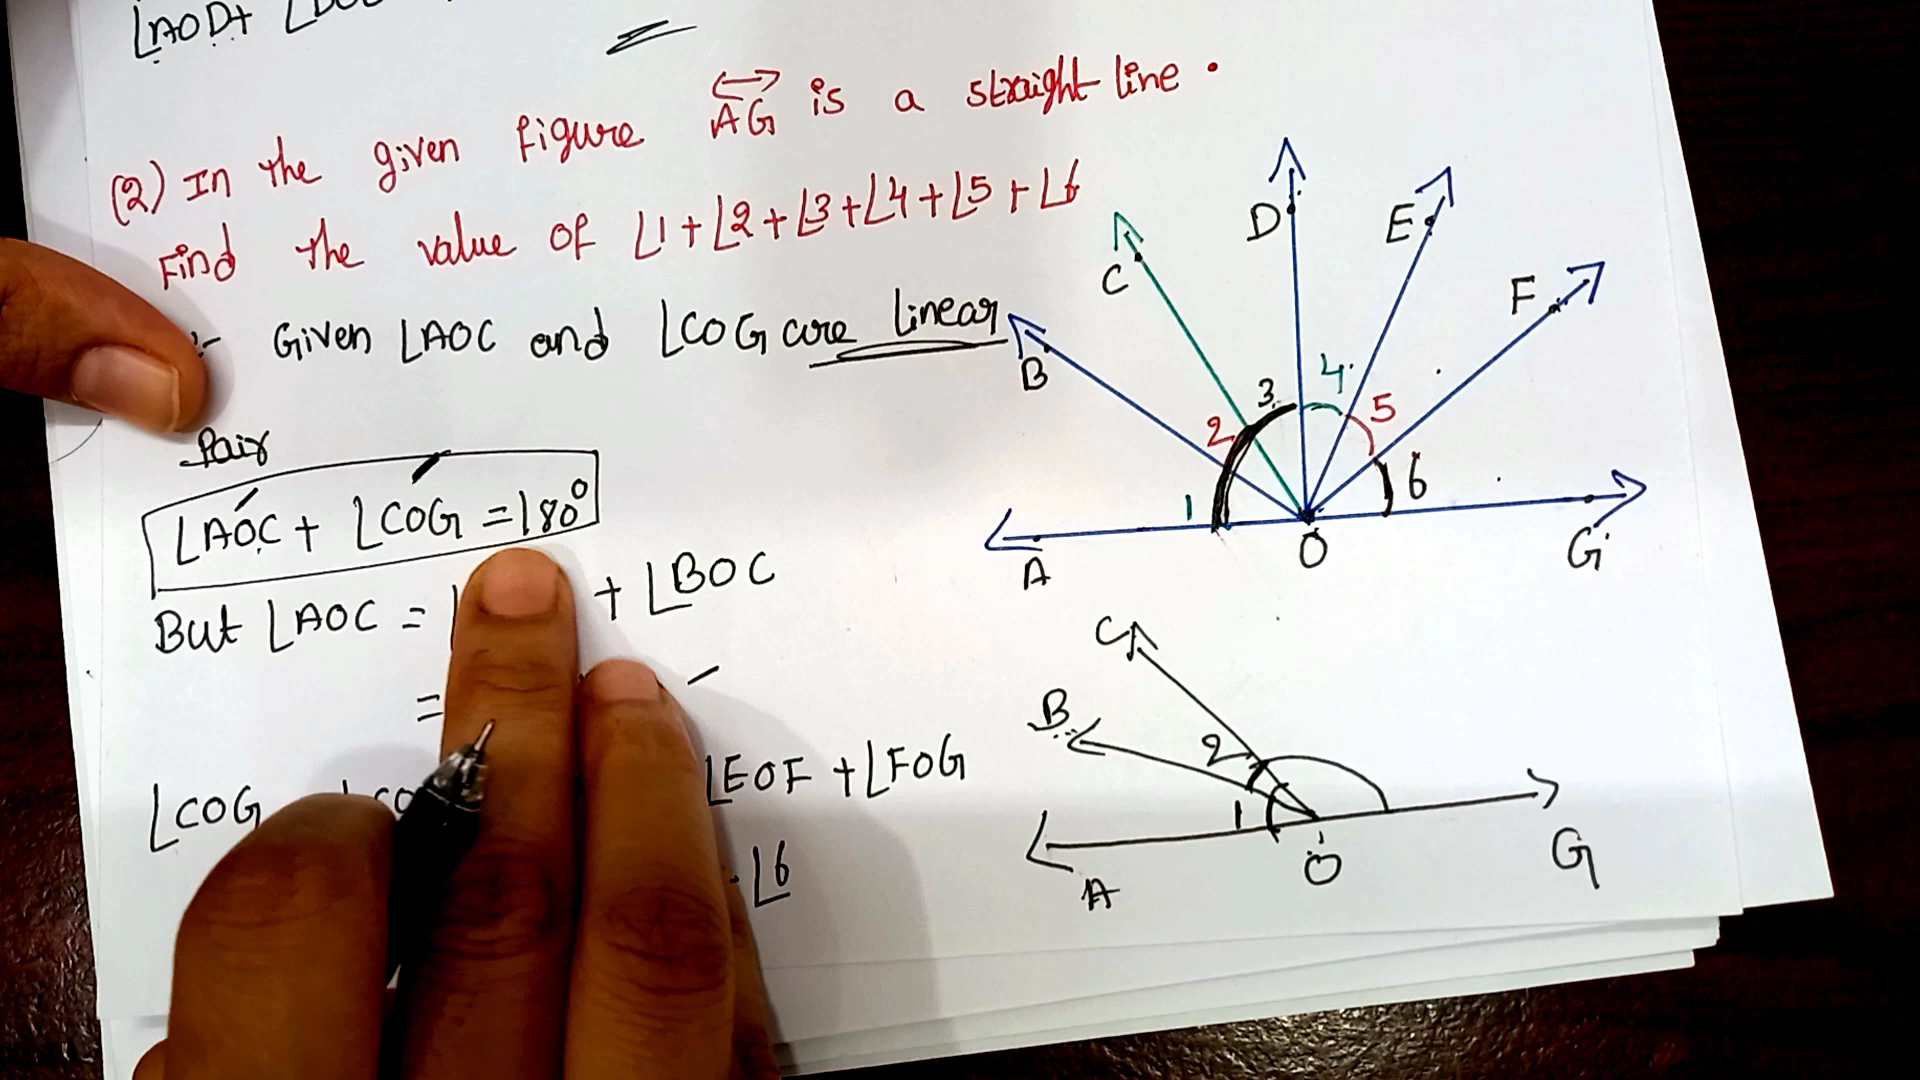 ∠AOD+
(2) In the given figure AG is a straight line.
Find the value of ∠1+∠2+∠3+∠4+∠5+∠6
:- Given ∠AOC and ∠COG are linear
Pair
∠AOC + ∠COG = 180°
But ∠AOC = + ∠BOC
=
∠COG ∠EOF + ∠FOG
∠6
A
B
C
D
E
F
G
O
1
2
3
4
5
6
C
B
2
1
A
O
G